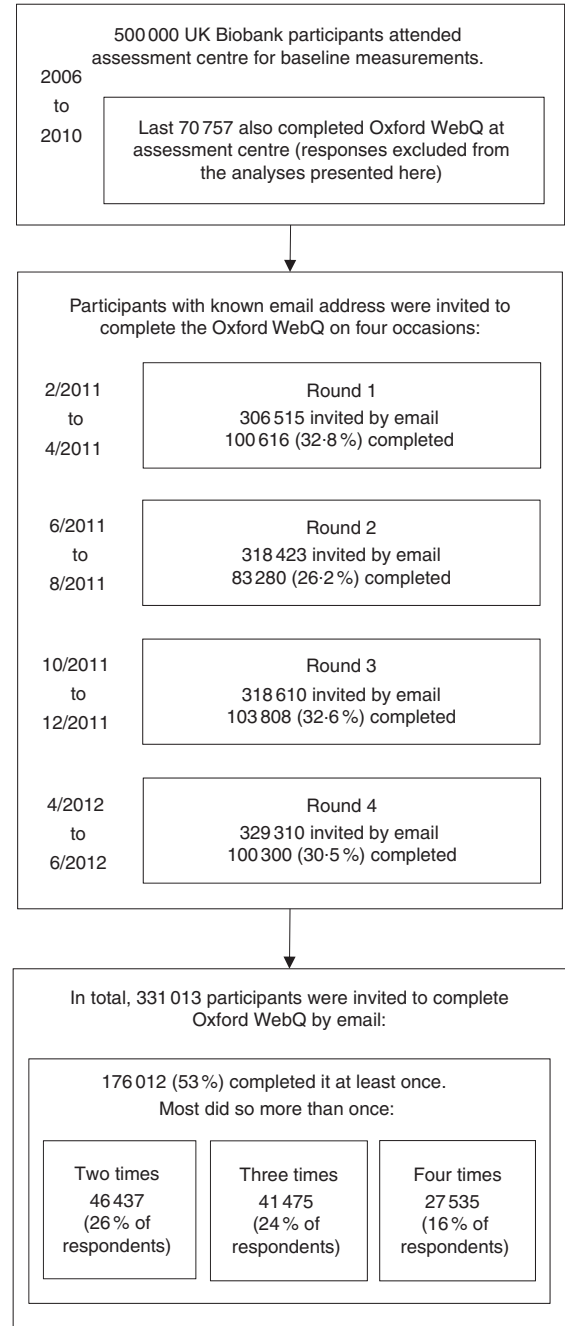 500 000 UK Biobank participants attended
assessment centre for baseline measurements.
2006
to
2010
Last 70 757 also completed Oxford WebQ at
assessment centre (responses excluded from
the analyses presented here)
Participants with known email address were invited to
complete the Oxford WebQ on four occasions:
2/2011
to
4/2011
Round 1
306 515 invited by email
100 616 (32·8 %) completed
6/2011
to
8/2011
Round 2
318 423 invited by email
83 280 (26·2 %) completed
10/2011
to
12/2011
Round 3
318 610 invited by email
103 808 (32·6 %) completed
4/2012
to
6/2012
Round 4
329 310 invited by email
100 300 (30·5 %) completed
In total, 331 013 participants were invited to complete
Oxford WebQ by email:
176 012 (53 %) completed it at least once.
Most did so more than once:
Two times
46 437
(26 % of
respondents)
Three times
41 475
(24 % of
respondents)
Four times
27 535
(16 % of
respondents)